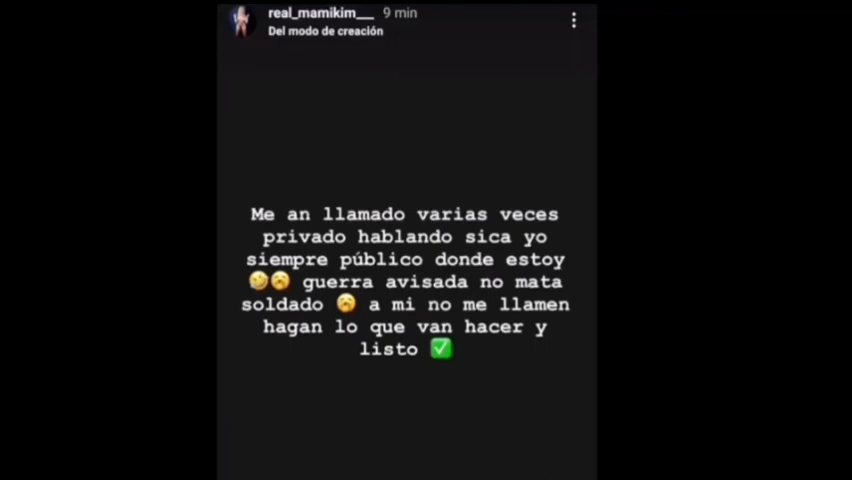 real_mamikim___ 9 min
Del modo de creación
Me an llamado varias veces
privado hablando sica yo
siempre público donde estoy
🤣🥱 guerra avisada no mata
soldado 🥱 a mi no me llamen
hagan lo que van hacer y
listo ✅